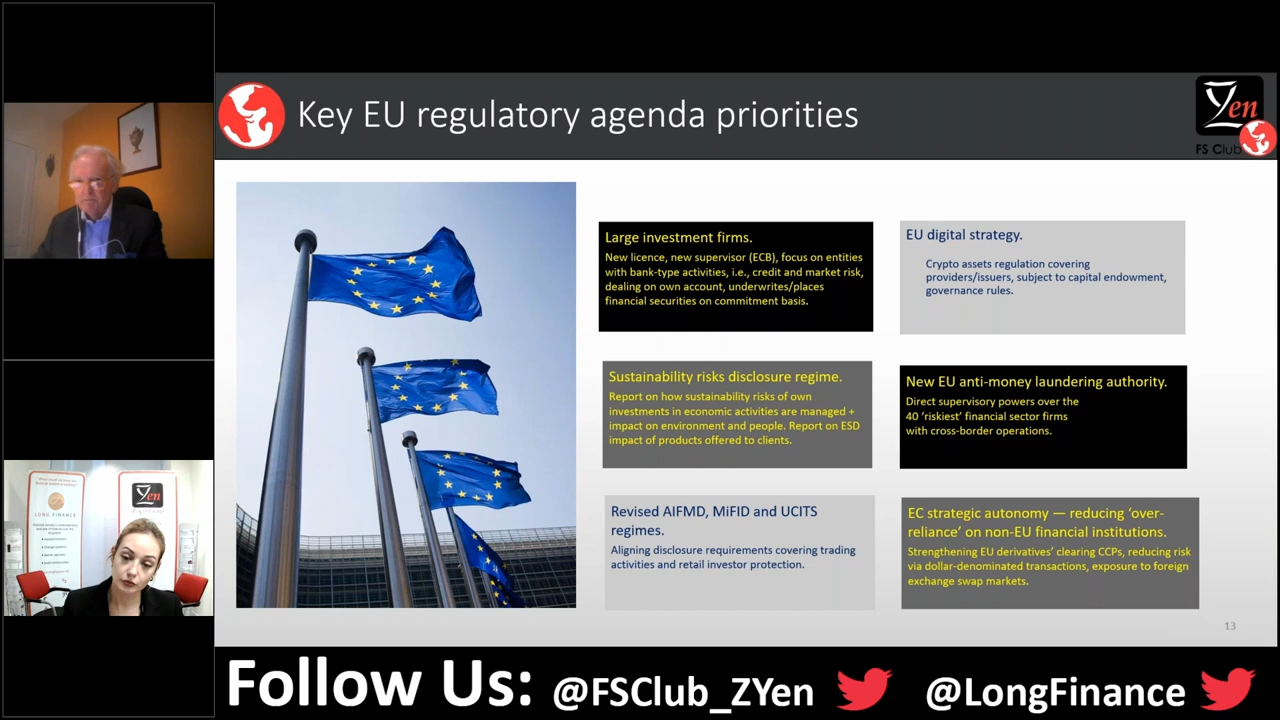 Key EU regulatory agenda priorities
Zyen
FS Club
Large investment firms.
New licence, new supervisor (ECB), focus on entities
with bank-type activities, i.e., credit and market risk,
dealing on own account, underwrites/places
financial securities on commitment basis.
EU digital strategy.
Crypto assets regulation covering
providers/issuers, subject to capital endowment,
governance rules.
Sustainability risks disclosure regime.
Report on how sustainability risks of own
investments in economic activities are managed +
impact on environment and people. Report on ESD
impact of products offered to clients.
New EU anti-money laundering authority.
Direct supervisory powers over the
40 ‘riskiest’ financial sector firms
with cross-border operations.
Revised AIFMD, MiFID and UCITS
regimes.
Aligning disclosure requirements covering trading
activities and retail investor protection.
EC strategic autonomy — reducing ‘over-
reliance’ on non-EU financial institutions.
Strengthening EU derivatives’ clearing CCPs, reducing risk
via dollar-denominated transactions, exposure to foreign
exchange swap markets.
13
LONG FINANCE
Zyen
Follow Us: @FSClub_ZYen @LongFinance